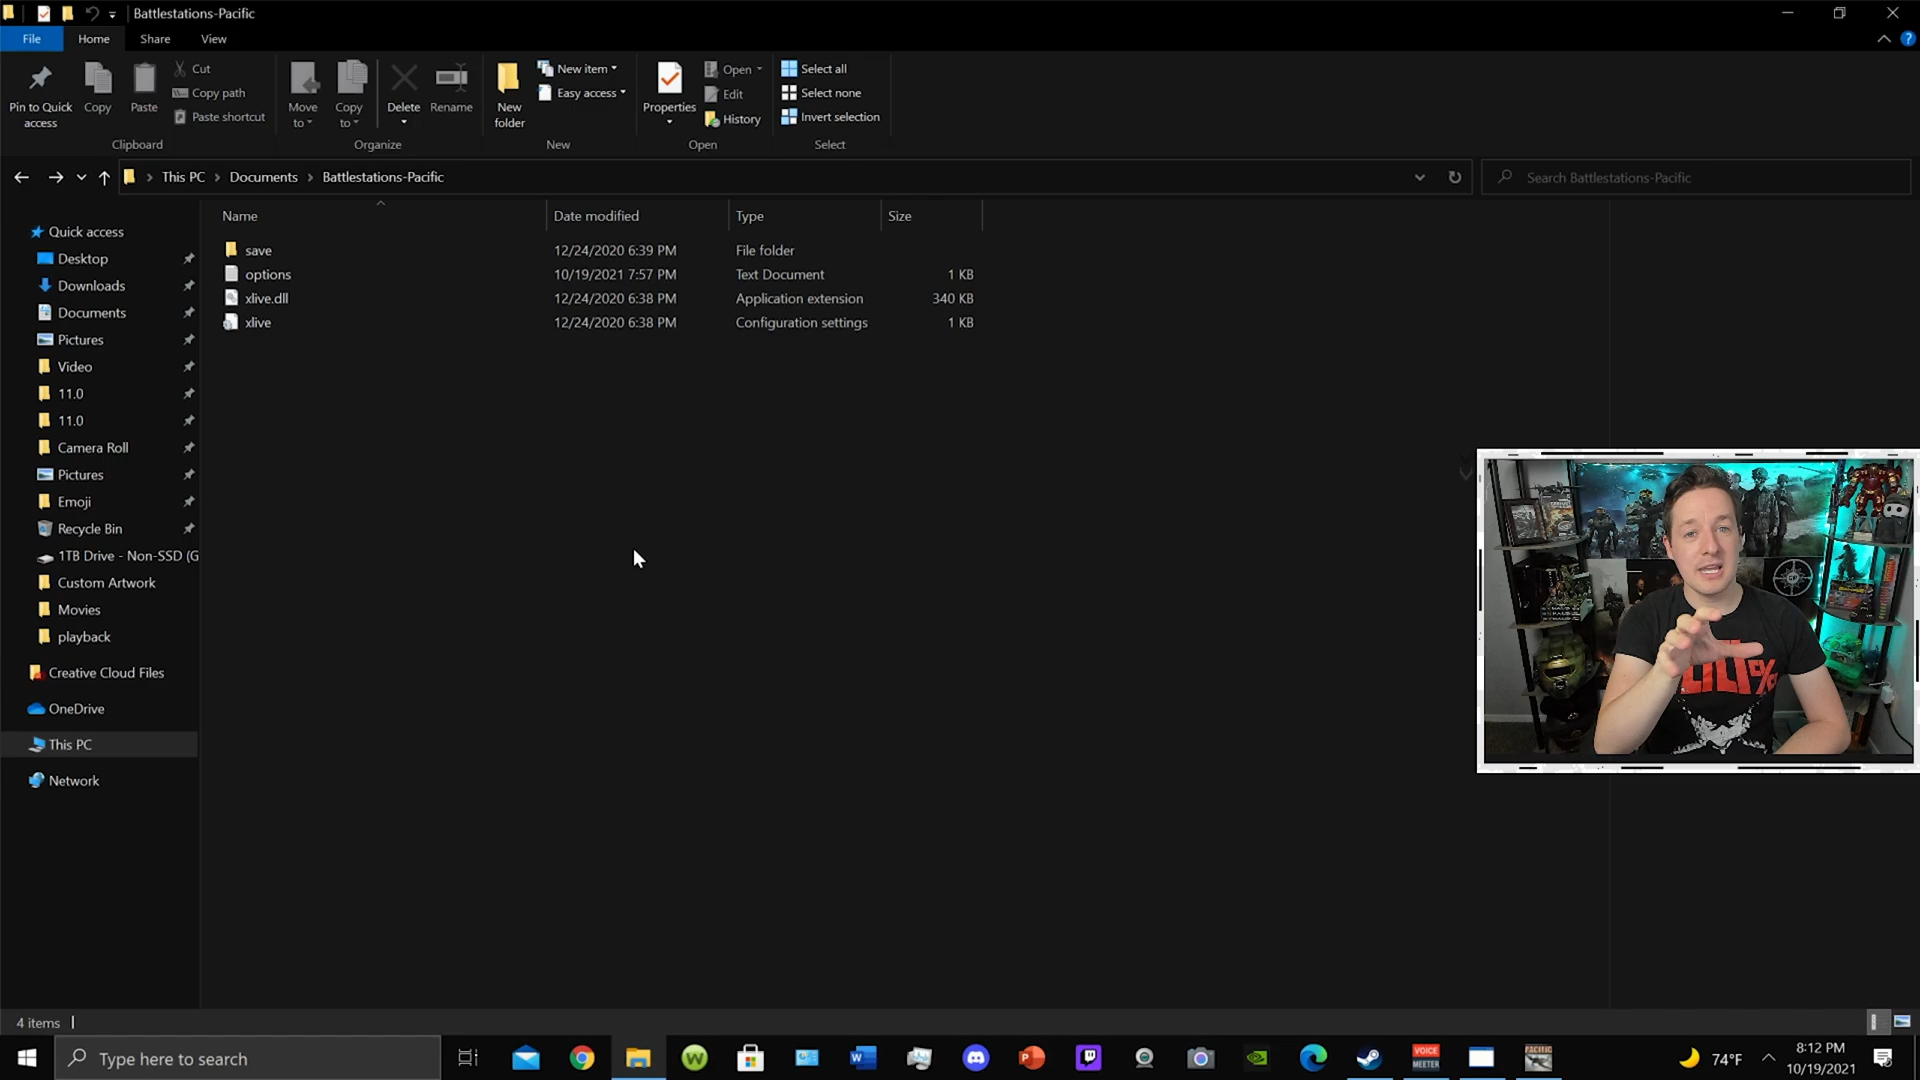 Battlestations-Pacific
File
Home
Share
View
Pin to Quick access
Copy
Paste
Cut
Copy path
Paste shortcut
Clipboard
Move to
Copy to
Delete
Rename
Organize
New folder
New item
Easy access
New
Properties
Open
Edit
History
Open
Select all
Select none
Invert selection
Select
This PC > Documents > Battlestations-Pacific
Search Battlestations-Pacific
Name Date modified Type Size
save 12/24/2020 6:39 PM File folder
options 10/19/2021 7:57 PM Text Document 1 KB
xlive.dll 12/24/2020 6:38 PM Application extension 340 KB
xlive 12/24/2020 6:38 PM Configuration settings 1 KB
Quick access
Desktop
Downloads
Documents
Pictures
Video
11.0
11.0
Camera Roll
Pictures
Emoji
Recycle Bin
1TB Drive - Non-SSD (G
Custom Artwork
Movies
playback
Creative Cloud Files
OneDrive
This PC
Network
4 items
Type here to search
VOICE
MEETER
PACIFIC
74°F
8:12 PM
10/19/2021